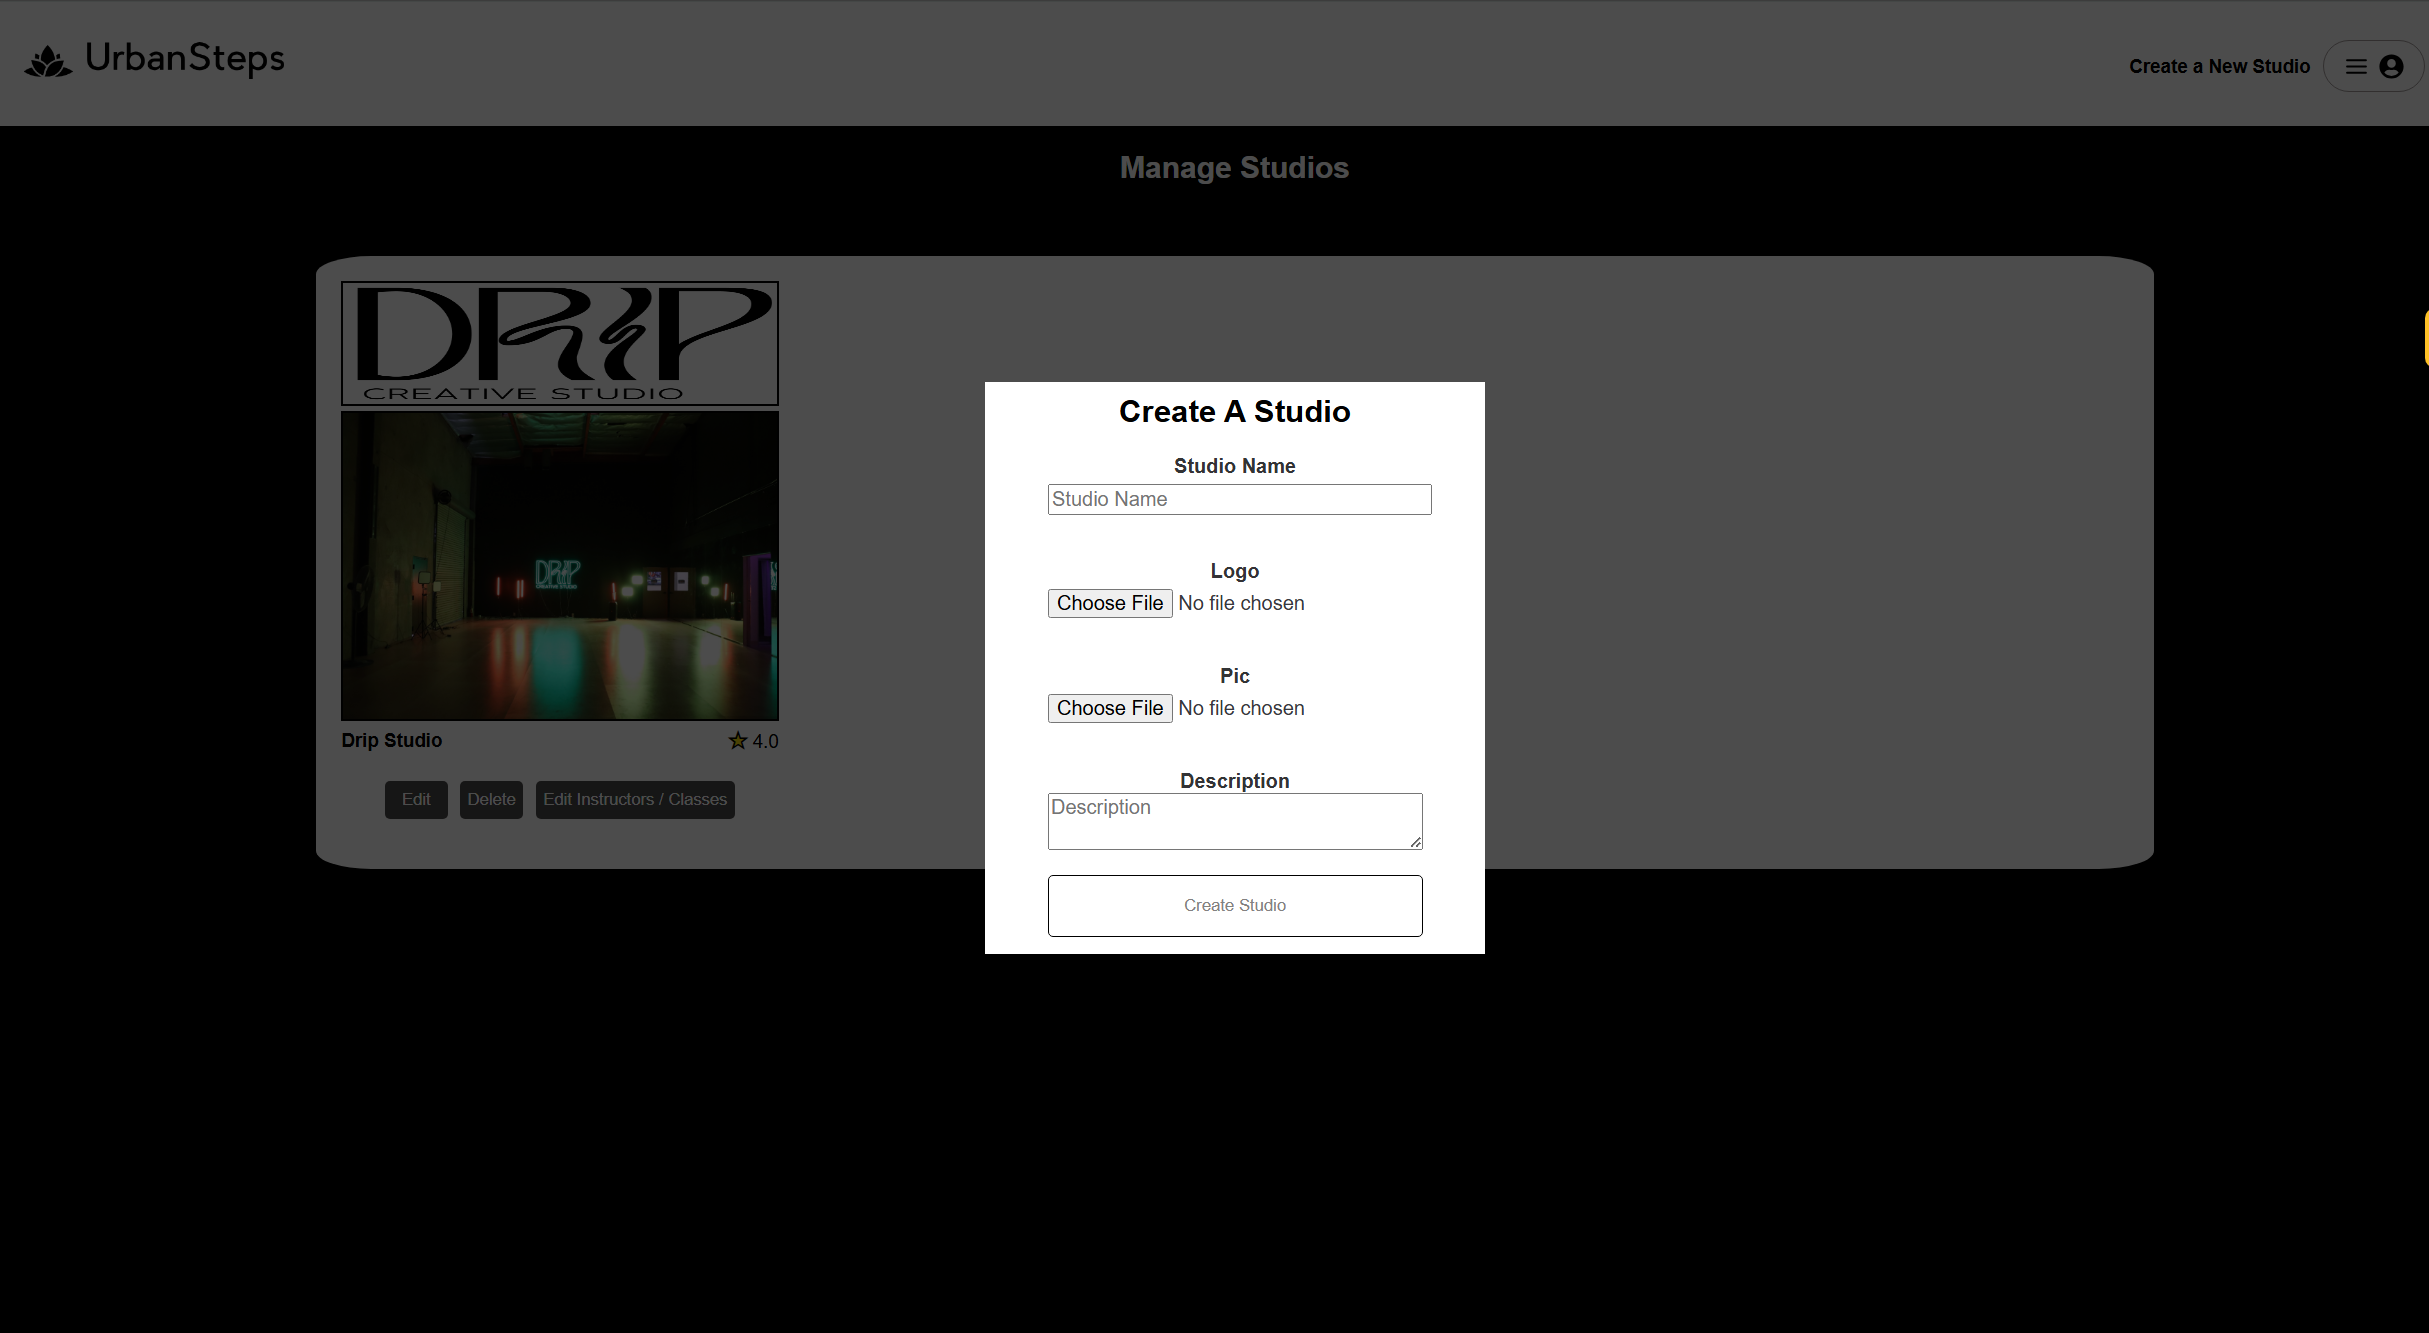 UrbanSteps
Create a New Studio
Manage Studios
DRIP
CREATIVE STUDIO
DRIP
CREATIVE STUDIO
Drip Studio
4.0
Edit
Delete
Edit Instructors / Classes
Create A Studio
Studio Name
Studio Name
Logo
Choose File No file chosen
Pic
Choose File No file chosen
Description
Description
Create Studio